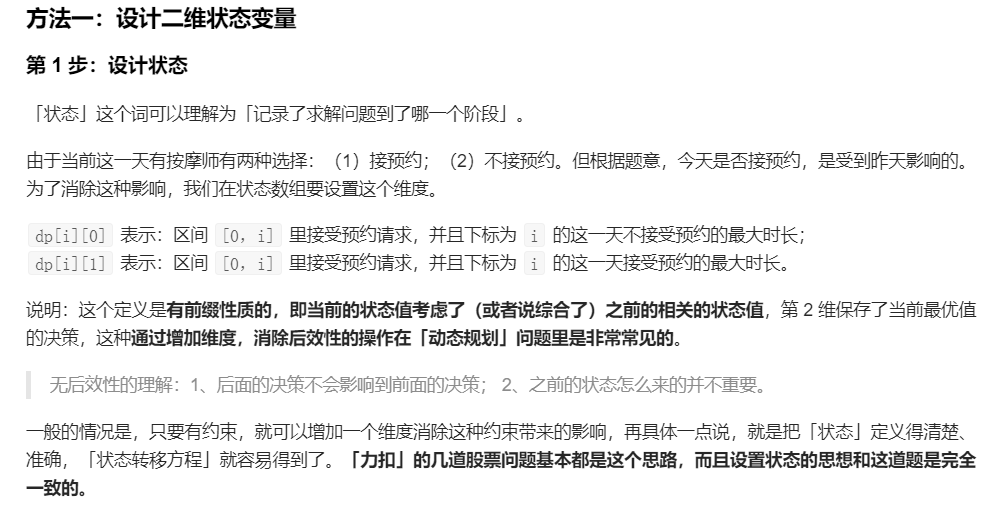 方法一：设计二维状态变量
第 1 步：设计状态
「状态」这个词可以理解为「记录了求解问题到了哪一个阶段」。
由于当前这一天有按摩师有两种选择：（1）接预约；（2）不接预约。但根据题意，今天是否接预约，是受到昨天影响的。
为了消除这种影响，我们在状态数组要设置这个维度。
dp[i][0] 表示：区间 [0，i] 里接受预约请求，并且下标为 i 的这一天不接受预约的最大时长；
dp[i][1] 表示：区间 [0，i] 里接受预约请求，并且下标为 i 的这一天接受预约的最大时长。
说明：这个定义是有前缀性质的，即当前的状态值考虑了（或者说综合了）之前的相关的状态值，第 2 维保存了当前最优值
的决策，这种通过增加维度，消除后效性的操作在「动态规划」问题里是非常常见的。
无后效性的理解：1、后面的决策不会影响到前面的决策； 2、之前的状态怎么来的并不重要。
一般的情况是，只要有约束，就可以增加一个维度消除这种约束带来的影响，再具体一点说，就是把「状态」定义得清楚、
准确，「状态转移方程」就容易得到了。「力扣」的几道股票问题基本都是这个思路，而且设置状态的思想和这道题是完全
一致的。